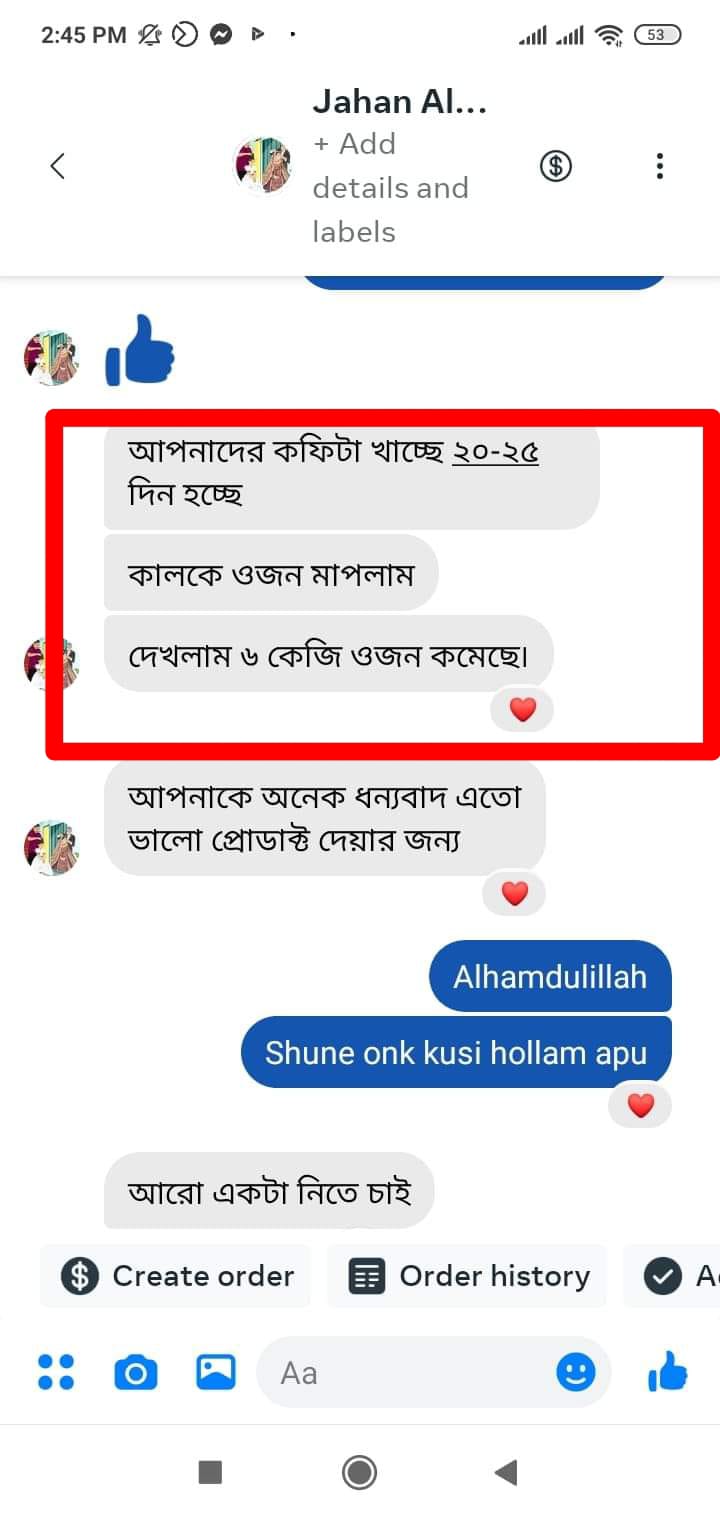 2:45 PM
53
Jahan Al...
+ Add
details and
labels
আপনাদের কফিটা খাচ্ছে ২০-২৫
দিন হচ্ছে
কালকে ওজন মাপলাম
দেখলাম ৬ কেজি ওজন কমেছে।
আপনাকে অনেক ধন্যবাদ এতো
ভালো প্রোডাক্ট দেয়ার জন্য
Alhamdulillah
Shune onk kusi hollam apu
আরো একটা নিতে চাই
Create order
Order history
Aa